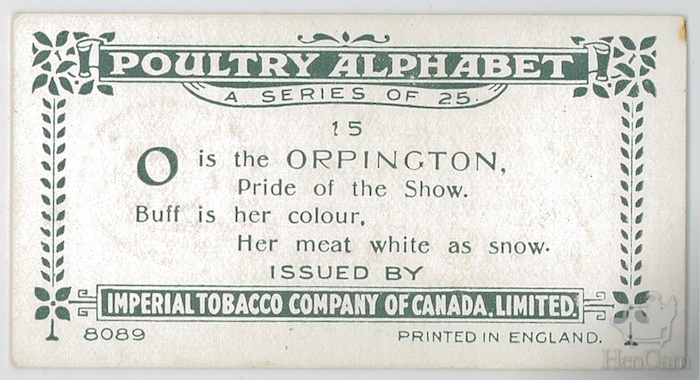 POULTRY ALPHABET
A SERIES OF 25.
15
O is the ORPINGTON,
Pride of the Show.
Buff is her colour,
Her meat white as snow.
ISSUED BY
IMPERIAL TOBACCO COMPANY OF CANADA, LIMITED.
8089 PRINTED IN ENGLAND.
HenCam